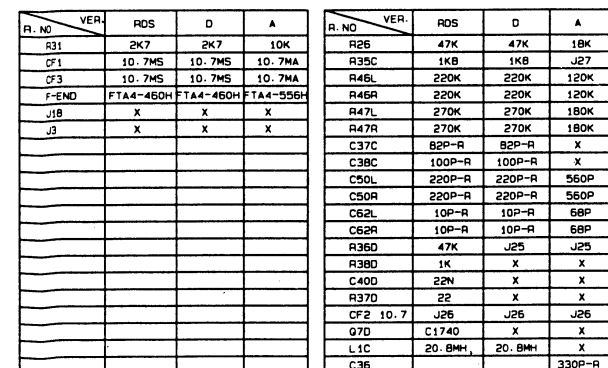 R. NO VER. RDS D A
R31 2K7 2K7 10K
CF1 10.7MS 10.7MS 10.7MA
CF3 10.7MS 10.7MS 10.7MA
F-END FTA4-460H FTA4-460H FTA4-556H
J18 X X X
J3 X X X
R. NO VER. RDS D A
R26 47K 47K 18K
R35C 1K8 1K8 J27
R46L 220K 220K 120K
R46R 220K 220K 120K
R47L 270K 270K 180K
R47R 270K 270K 180K
C37C 82P-R 82P-R X
C38C 100P-R 100P-R X
C50L 220P-R 220P-R 560P
C50R 220P-R 220P-R 560P
C62L 10P-R 10P-R 68P
C62R 10P-R 10P-R 68P
R36D 47K J25 J25
R38D 1K X X
C40D 22N X X
R37D 22 X X
CF2 10.7 J26 J26 J26
Q7D C1740 X X
L1C 20.8MH, 20.8MH X
C36 330P-R